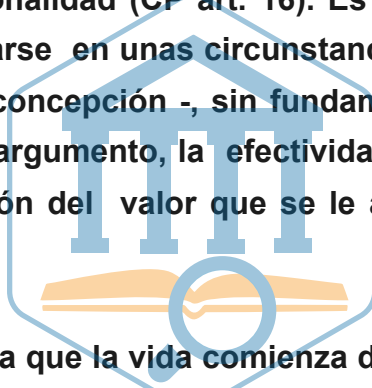 onalidad (CP art. 16). Es
arse en unas circunstanc
concepción -, sin fundan
argumento, la efectivida
ón del valor que se le a
a que la vida comienza d